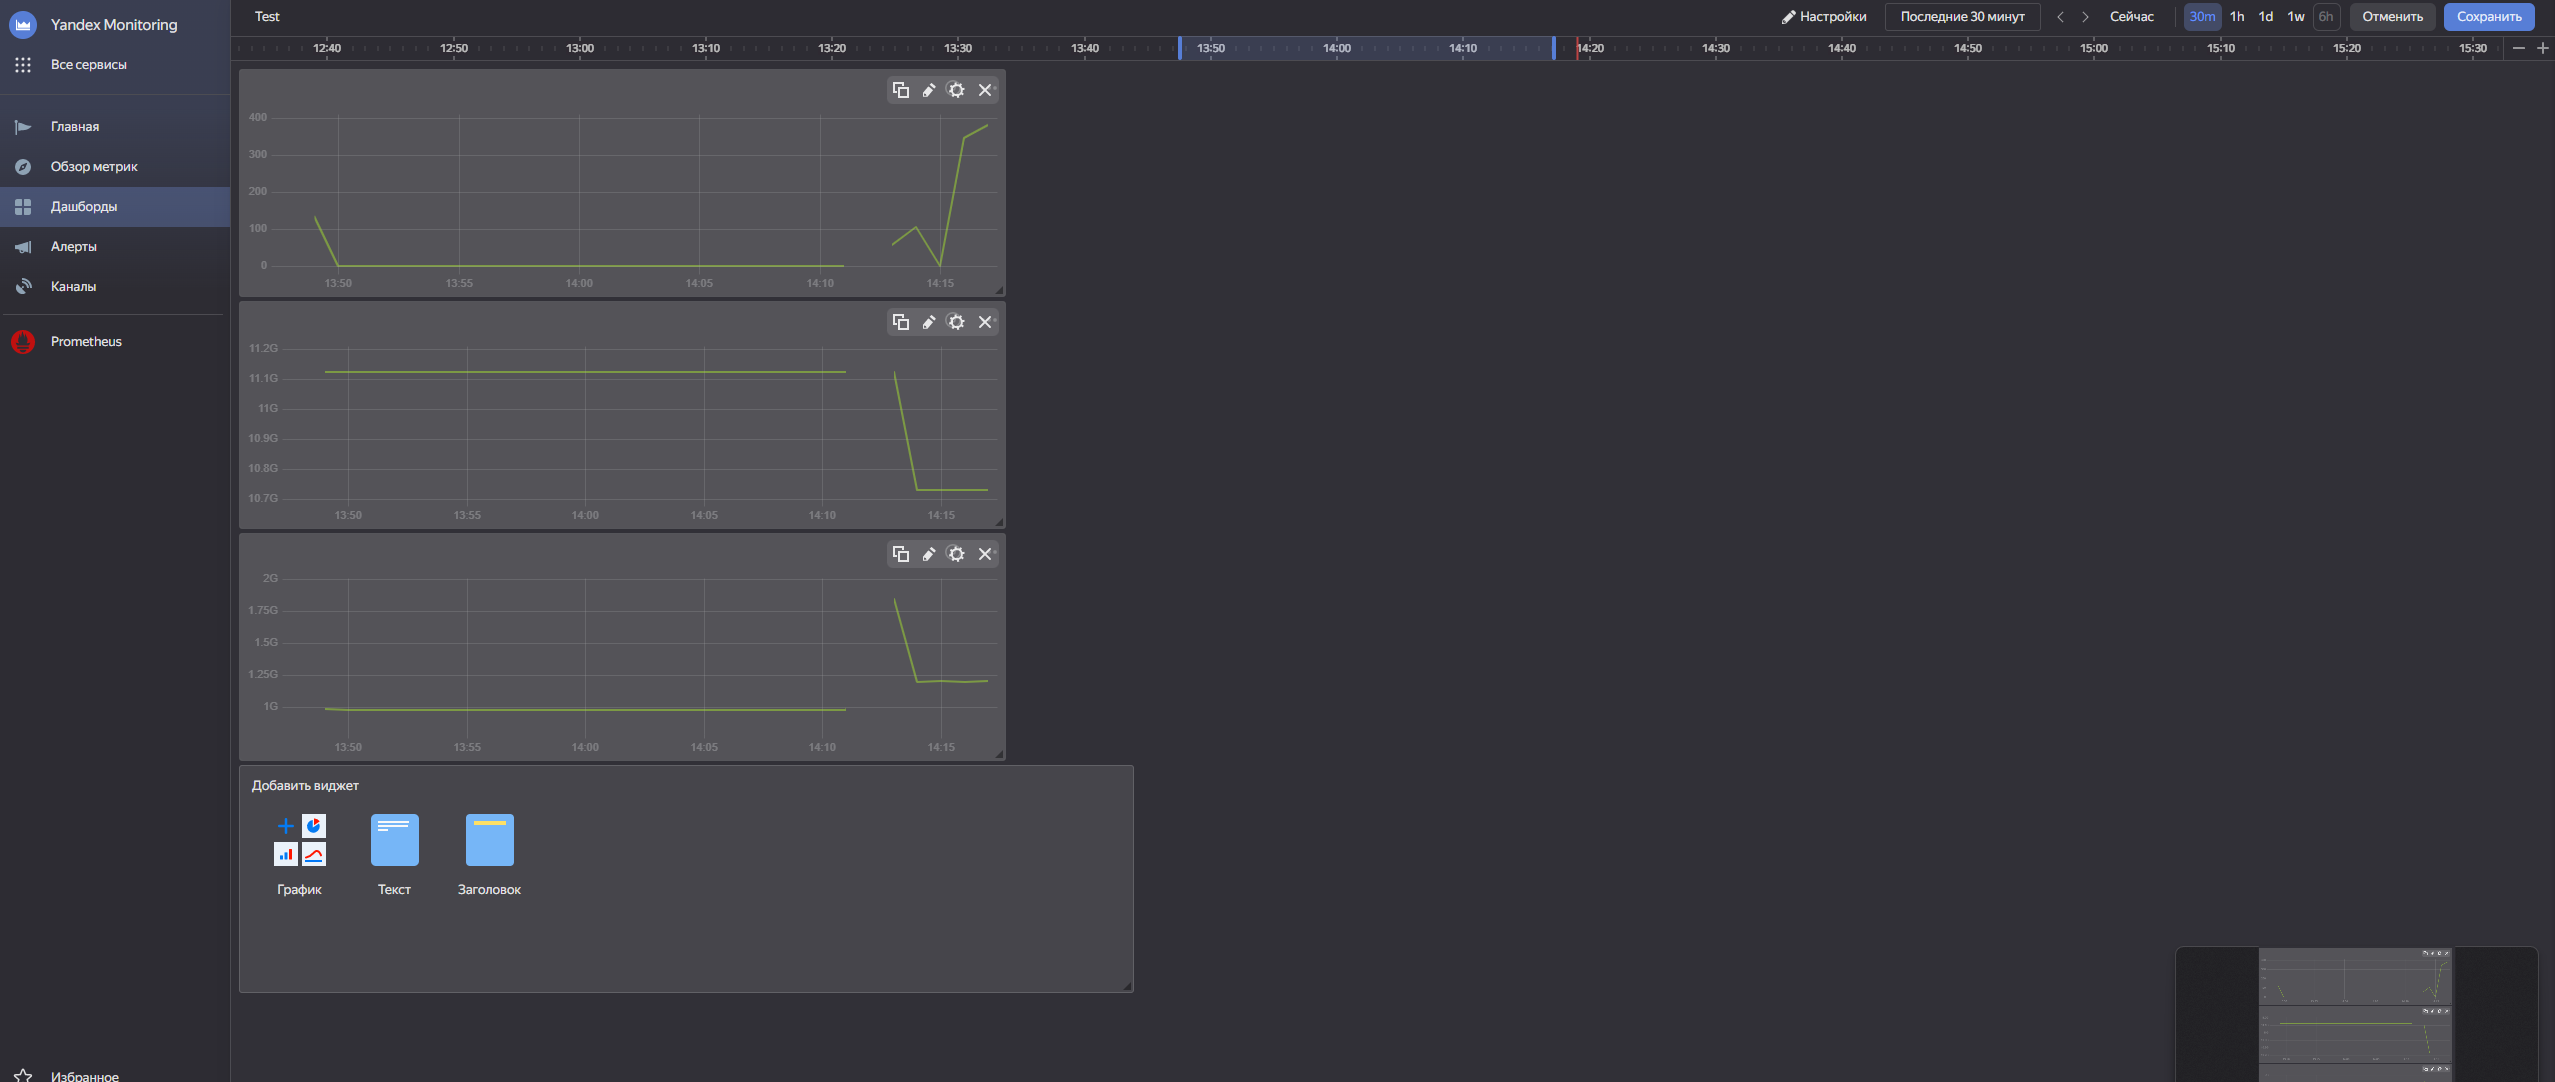 Yandex Monitoring
Все сервисы
Главная
Обзор метрик
Дашборды
Алерты
Каналы
Prometheus
Избранное
Test
Настройки
Последние 30 минут
Сейчас
30m 1h 1d 1w 6h
Отменить
Сохранить
12:40 12:50 13:00 13:10 13:20 13:30 13:40 13:50 14:00 14:10 14:20 14:30 14:40 14:50 15:00 15:10 15:20 15:30
400
300
200
100
0
13:50 13:55 14:00 14:05 14:10 14:15
11.2G
11.1G
11G
10.9G
10.8G
10.7G
13:50 13:55 14:00 14:05 14:10 14:15
2G
1.75G
1.5G
1.25G
1G
13:50 13:55 14:00 14:05 14:10 14:15
Добавить виджет
График Текст Заголовок